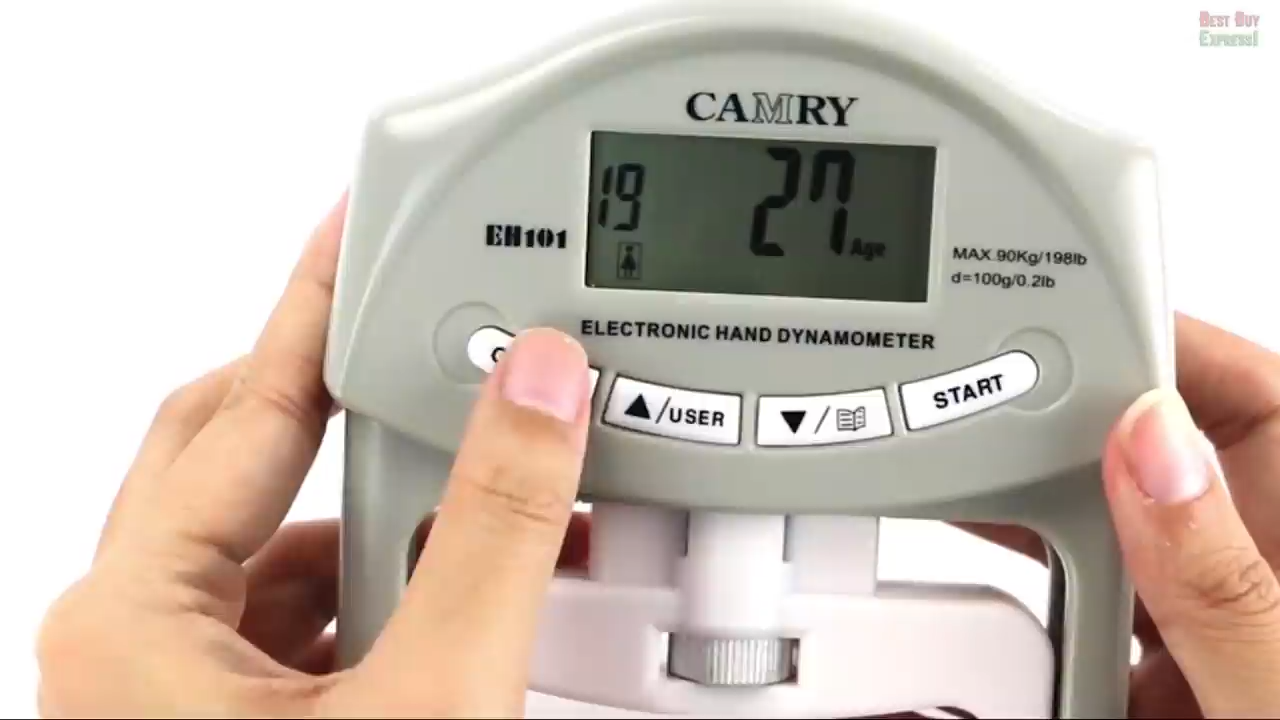 BEST BUY
EXPRESS!
CAMRY
19 27 Age
EH101
MAX.90Kg/198lb
d=100g/0.2lb
ELECTRONIC HAND DYNAMOMETER
▲/USER
▼/
START